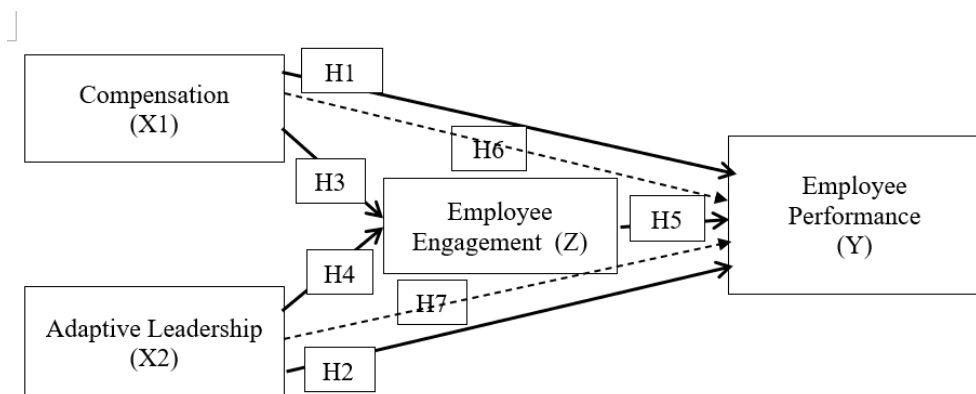 H1
Compensation
(X1)
H6
H3
Employee
Engagement (Z)
H5
Employee
Performance
(Y)
H4
H7
Adaptive Leadership
(X2)
H2